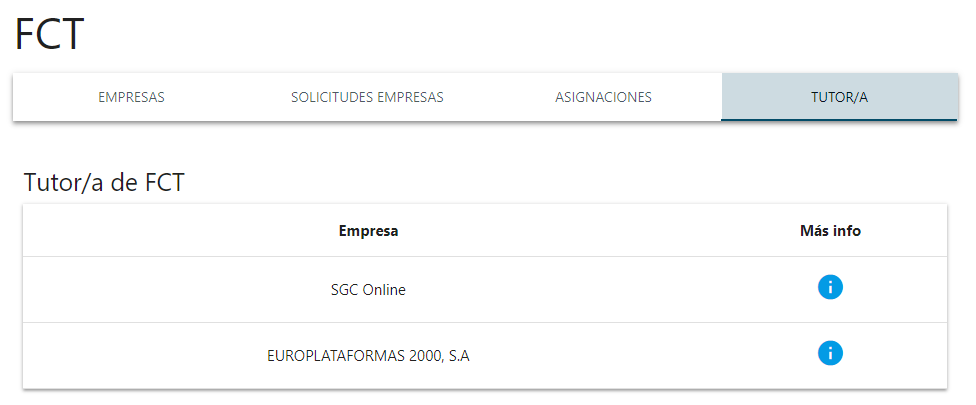 FCT
EMPRESAS SOLICITUDES EMPRESAS ASIGNACIONES TUTOR/A
Tutor/a de FCT
Empresa Más info
SGC Online
EUROPLATAFORMAS 2000, S.A